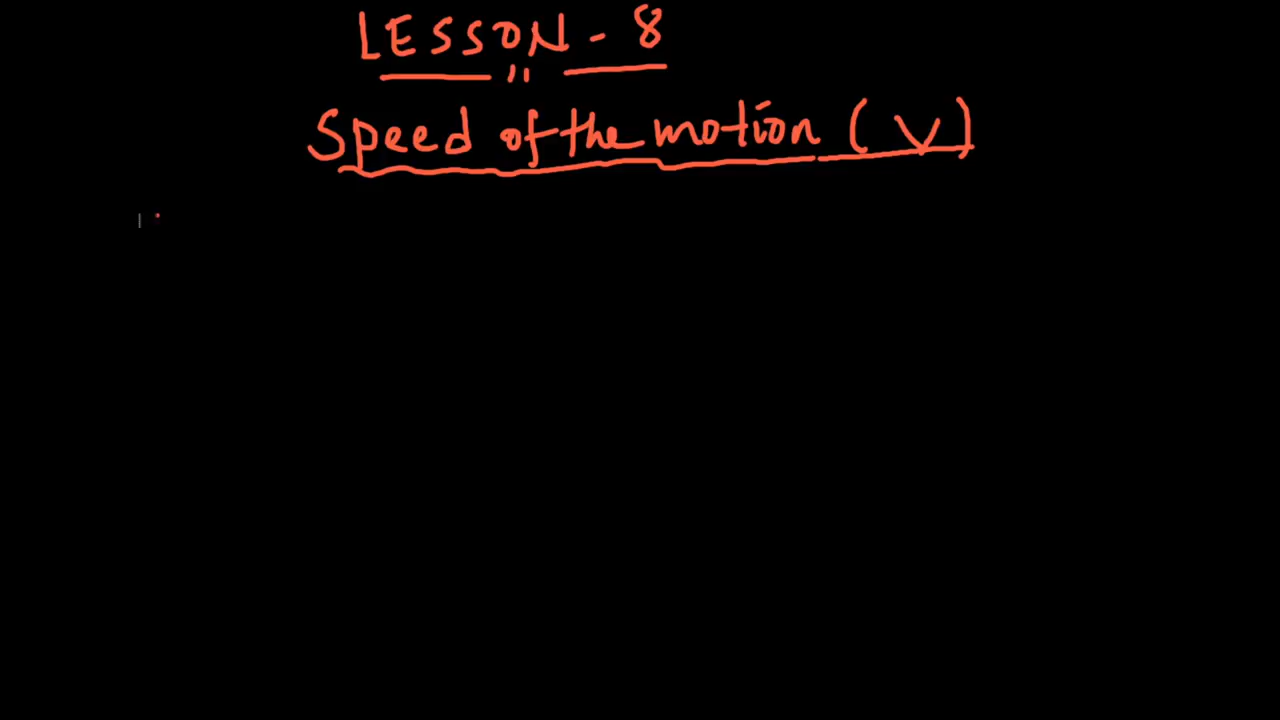 LESSON - 8
Speed of the motion (V)